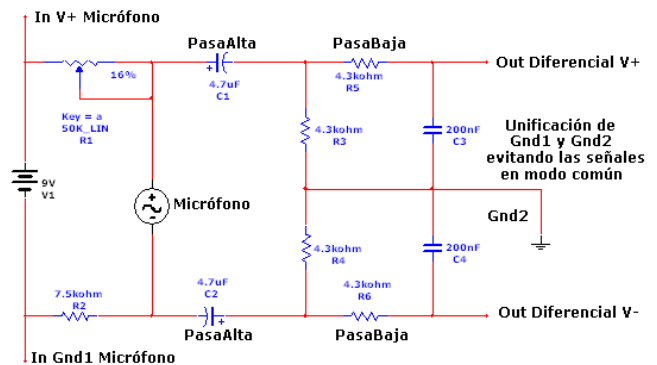 In V+ Micrófono
PasaAlta
PasaBaja
16%
4.7uF
C1
4.3kohm
R5
Out Diferencial V+
Key = a
50K_LIN
R1
4.3kohm
R3
200nF
C3
Unificación de
Gnd1 y Gnd2
evitando las señales
en modo común
9V
V1
Micrófono
Gnd2
4.3kohm
R4
200nF
C4
7.5kohm
R2
4.7uF
C2
4.3kohm
R6
Out Diferencial V-
PasaAlta
PasaBaja
In Gnd1 Micrófono